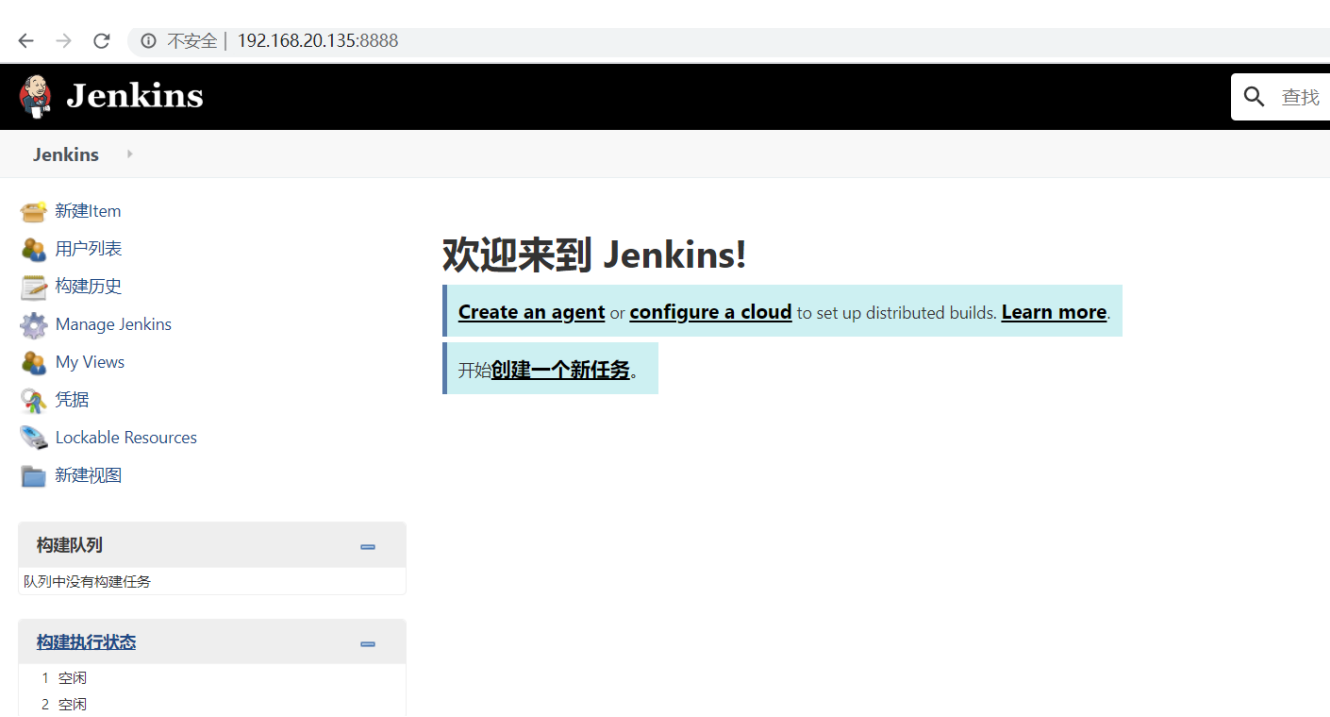 不安全 | 192.168.20.135:8888
Jenkins
查找
Jenkins
新建Item
用户列表
构建历史
Manage Jenkins
My Views
凭据
Lockable Resources
新建视图
构建队列
队列中没有构建任务
构建执行状态
1 空闲
2 空闲
欢迎来到 Jenkins!
Create an agent or configure a cloud to set up distributed builds. Learn more.
开始创建一个新任务。